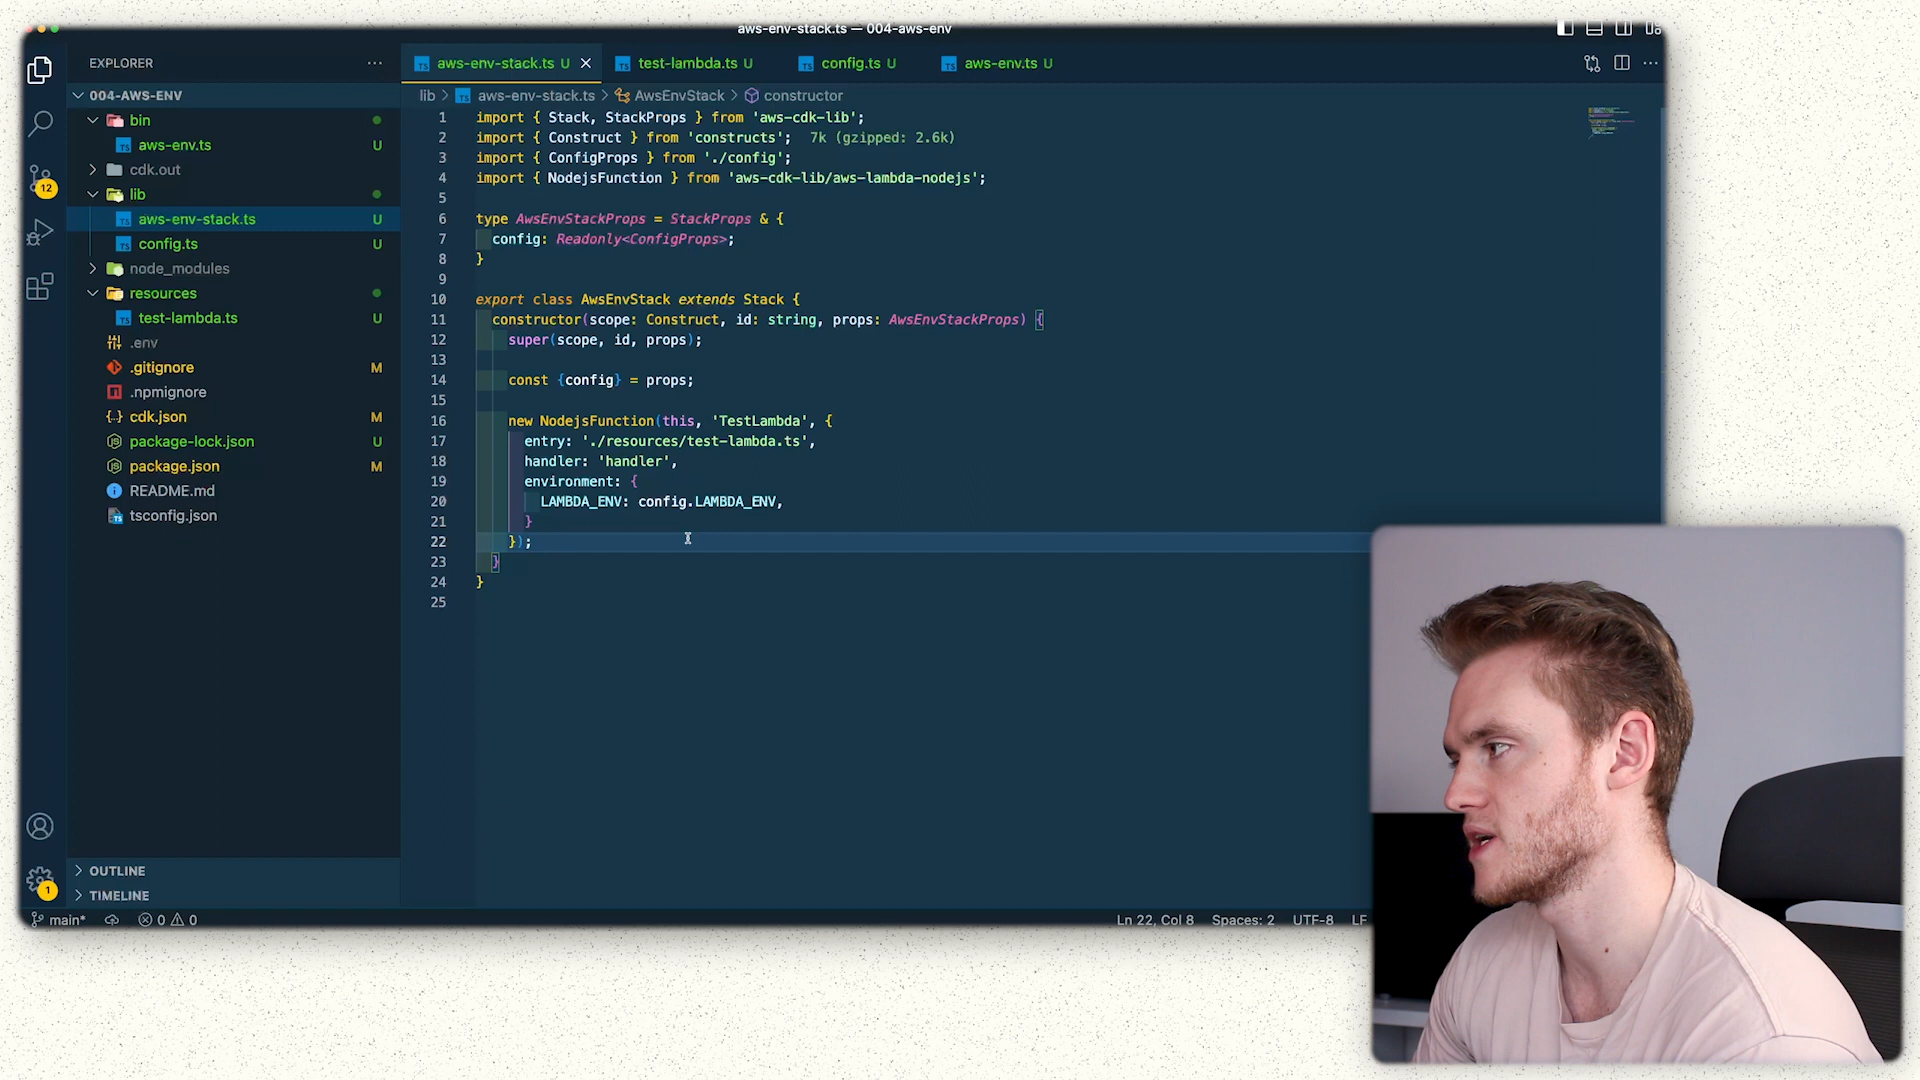 aws-env-stack.ts — 004-aws-env
EXPLORER
aws-env-stack.ts U
test-lambda.ts U
config.ts U
aws-env.ts U
004-AWS-ENV
bin
aws-env.ts U
cdk.out
lib
aws-env-stack.ts U
config.ts U
node_modules
resources
test-lambda.ts U
.env
.gitignore M
.npmignore
cdk.json M
package-lock.json U
package.json M
README.md
tsconfig.json
OUTLINE
TIMELINE
12
1
lib > aws-env-stack.ts > AwsEnvStack > constructor
1 import { Stack, StackProps } from 'aws-cdk-lib';
2 import { Construct } from 'constructs'; 7k (gzipped: 2.6k)
3 import { ConfigProps } from './config';
4 import { NodejsFunction } from 'aws-cdk-lib/aws-lambda-nodejs';
5
6 type AwsEnvStackProps = StackProps & {
7 config: Readonly<ConfigProps>;
8 }
9
10 export class AwsEnvStack extends Stack {
11 constructor(scope: Construct, id: string, props: AwsEnvStackProps) {
12 super(scope, id, props);
13
14 const {config} = props;
15
16 new NodejsFunction(this, 'TestLambda', {
17 entry: './resources/test-lambda.ts',
18 handler: 'handler',
19 environment: {
20 LAMBDA_ENV: config.LAMBDA_ENV,
21 }
22 });
23 }
24 }
25
main* 0 0
Ln 22, Col 8 Spaces: 2 UTF-8 LF